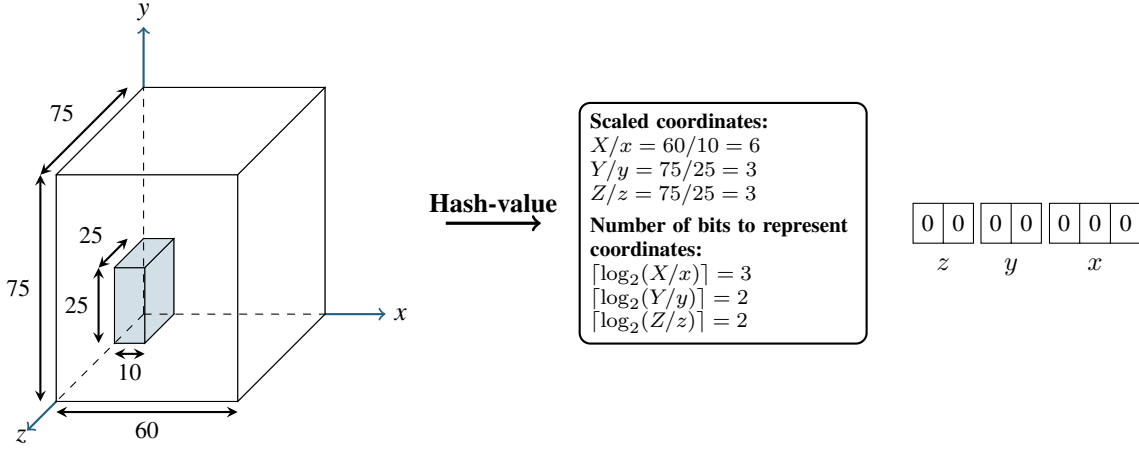 y
75
25
75
25
x
10
z
60
Hash-value
Scaled coordinates:
X/x = 60/10 = 6
Y/y = 75/25 = 3
Z/z = 75/25 = 3
Number of bits to represent
coordinates:
⌈log₂(X/x)⌉ = 3
⌈log₂(Y/y)⌉ = 2
⌈log₂(Z/z)⌉ = 2
0 0 0 0 0 0 0
z y x